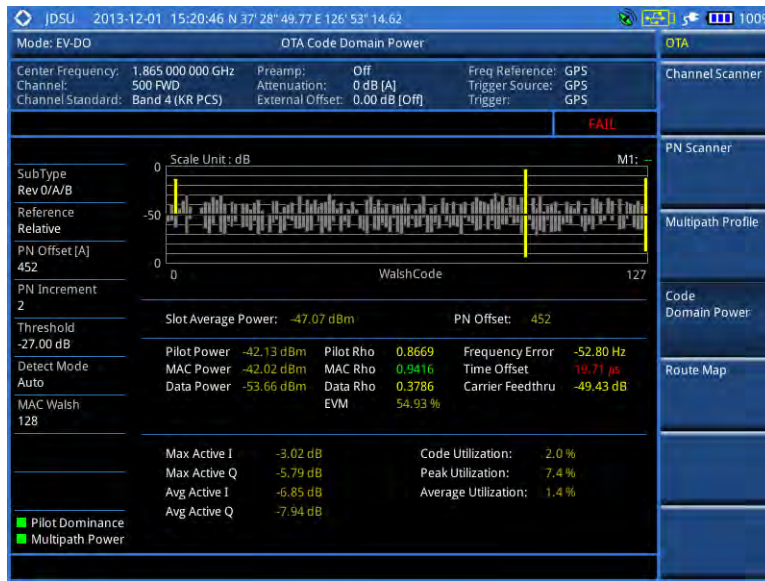 JDSU 2013-12-01 15:20:46 N 37' 28" 49.77 E 126' 53" 14.62 100%
Mode: EV-DO OTA Code Domain Power OTA
Center Frequency: 1.865 000 000 GHz Preamp: Off Freq Reference: GPS
Channel: 500 FWD Attenuation: 0 dB [A] Trigger Source: GPS
Channel Standard: Band 4 (KR PCS) External Offset: 0.00 dB [Off] Trigger: GPS
FAIL
Channel Scanner
PN Scanner
Multipath Profile
Code
Domain Power
Route Map
SubType
Rev 0/A/B
Reference
Relative
PN Offset [A]
452
PN Increment
2
Threshold
-27.00 dB
Detect Mode
Auto
MAC Walsh
128
Pilot Dominance
Multipath Power
Scale Unit : dB M1: --
0
-50
0
0 WalshCode 127
Slot Average Power: -47.07 dBm PN Offset: 452
Pilot Power -42.13 dBm Pilot Rho 0.8669 Frequency Error -52.80 Hz
MAC Power -42.02 dBm MAC Rho 0.9416 Time Offset 19.71 µs
Data Power -53.66 dBm Data Rho 0.3786 Carrier Feedthru -49.43 dB
EVM 54.93 %
Max Active I -3.02 dB Code Utilization: 2.0 %
Max Active Q -5.79 dB Peak Utilization: 7.4 %
Avg Active I -6.85 dB Average Utilization: 1.4 %
Avg Active Q -7.94 dB